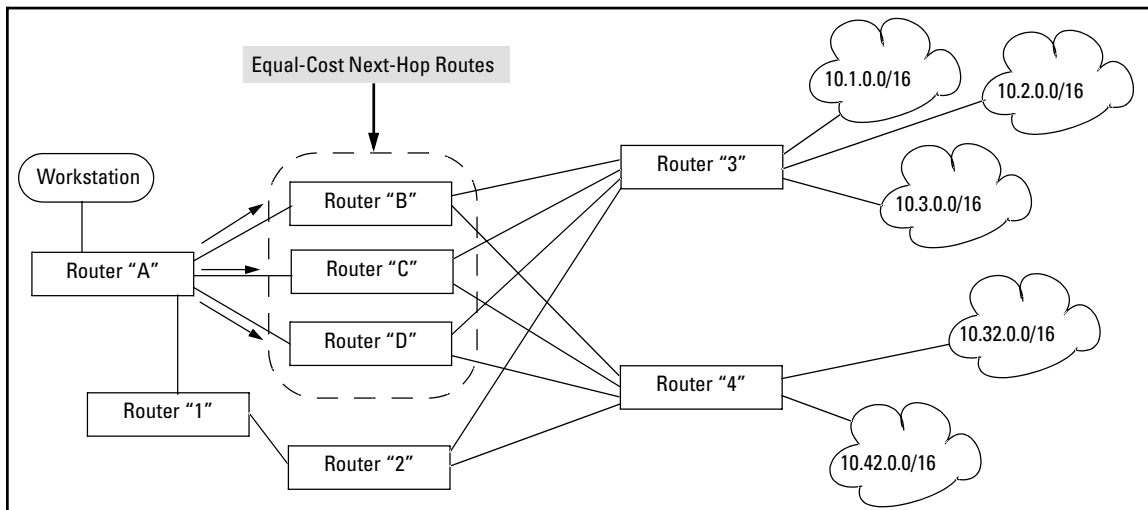 Equal-Cost Next-Hop Routes
10.1.0.0/16
10.2.0.0/16
Router “3”
10.3.0.0/16
Workstation
Router “B”
Router “A”
Router “C”
Router “D”
10.32.0.0/16
Router “4”
Router “1”
10.42.0.0/16
Router “2”